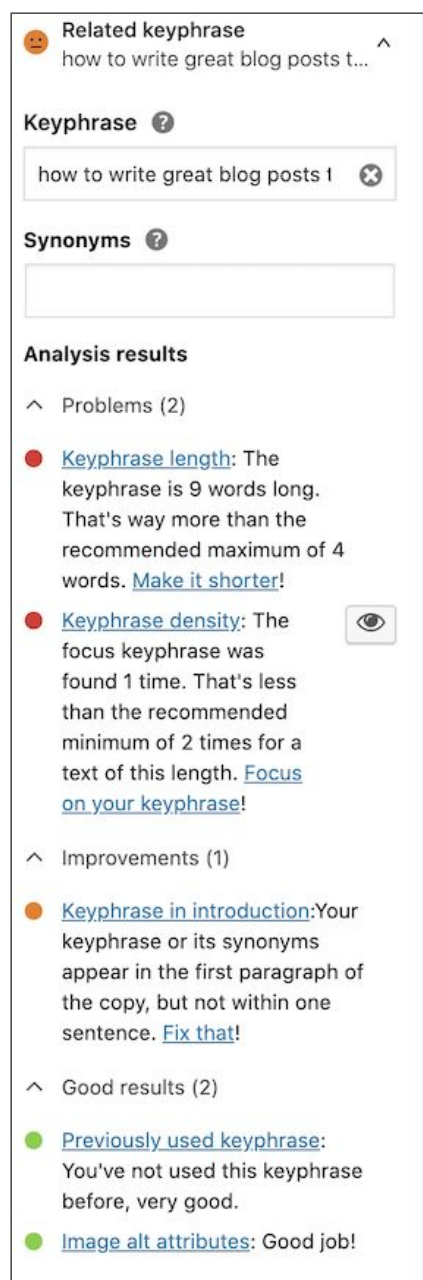 Related keyphrase
how to write great blog posts t...
Keyphrase ?
how to write great blog posts t
Synonyms ?
Analysis results
Problems (2)
Keyphrase length: The
keyphrase is 9 words long.
That's way more than the
recommended maximum of 4
words. Make it shorter!
Keyphrase density: The
focus keyphrase was
found 1 time. That's less
than the recommended
minimum of 2 times for a
text of this length. Focus
on your keyphrase!
Improvements (1)
Keyphrase in introduction:Your
keyphrase or its synonyms
appear in the first paragraph of
the copy, but not within one
sentence. Fix that!
Good results (2)
Previously used keyphrase:
You've not used this keyphrase
before, very good.
Image alt attributes: Good job!